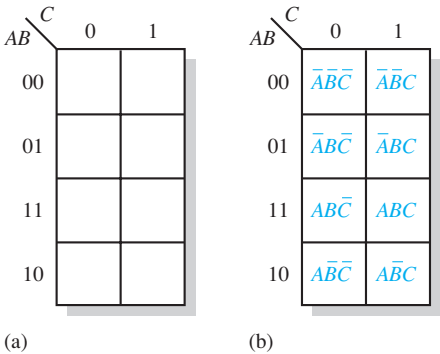 C C
AB 0 1 AB 0 1
00 00 A̅B̅C̅ A̅B̅C
01 01 A̅BC̅ A̅BC
11 11 ABC̅ ABC
10 10 AB̅C̅ AB̅C
(a) (b)